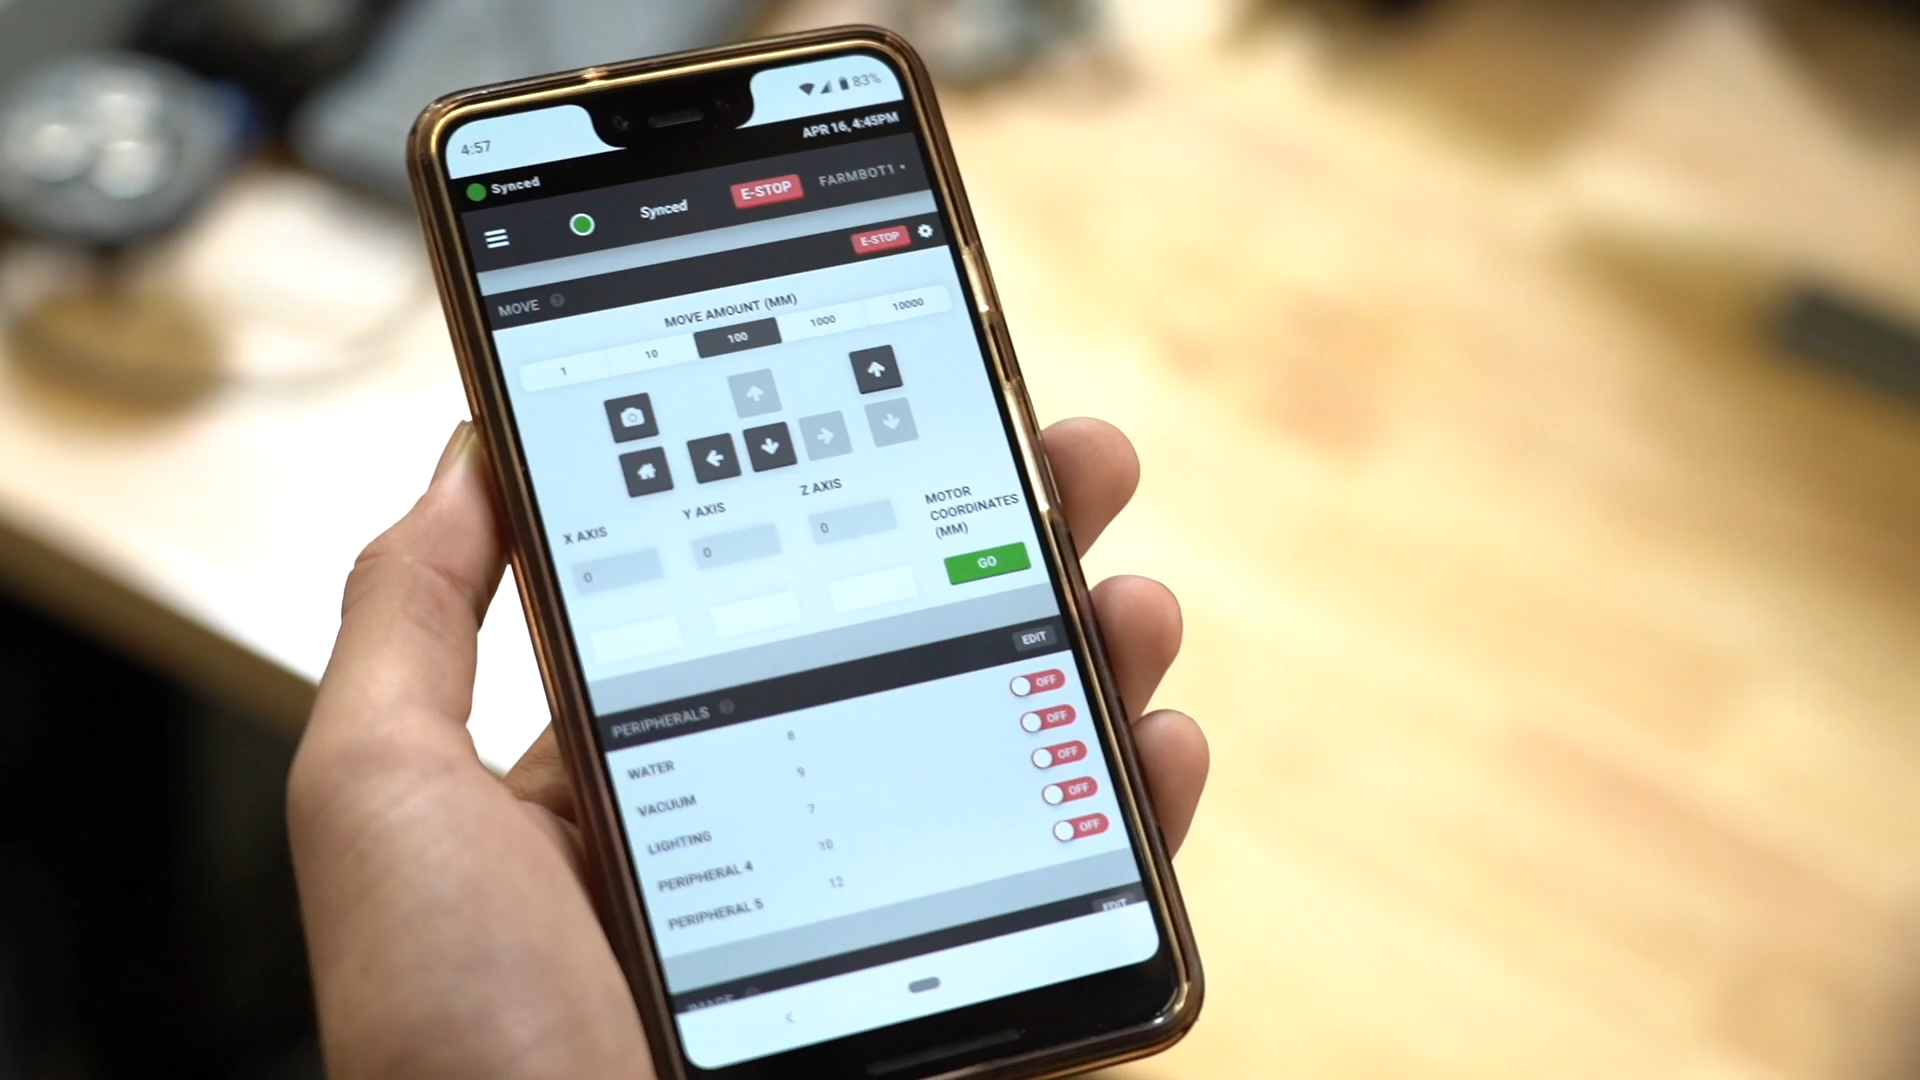 4:57 83%
Synced APR 16, 4:45PM
Synced E-STOP FARMBOT1
MOVE E-STOP
MOVE AMOUNT (MM)
1 10 100 1000 10000
X AXIS Y AXIS Z AXIS MOTOR
COORDINATES
(MM)
0 0 0
GO
PERIPHERALS EDIT
WATER 8 OFF
VACUUM 9 OFF
LIGHTING 7 OFF
PERIPHERAL 4 10 OFF
PERIPHERAL 5 12 OFF
IMAGE EDIT